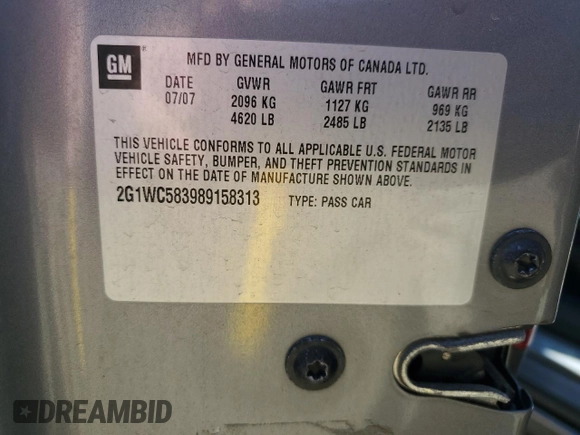 GM
MFD BY GENERAL MOTORS OF CANADA LTD.
DATE GVWR GAWR FRT GAWR RR
07/07 2096 KG 1127 KG 969 KG
4620 LB 2485 LB 2135 LB
THIS VEHICLE CONFORMS TO ALL APPLICABLE U.S. FEDERAL MOTOR
VEHICLE SAFETY, BUMPER, AND THEFT PREVENTION STANDARDS IN
EFFECT ON THE DATE OF MANUFACTURE SHOWN ABOVE.
2G1WC583989158313 TYPE: PASS CAR
DREAMBID